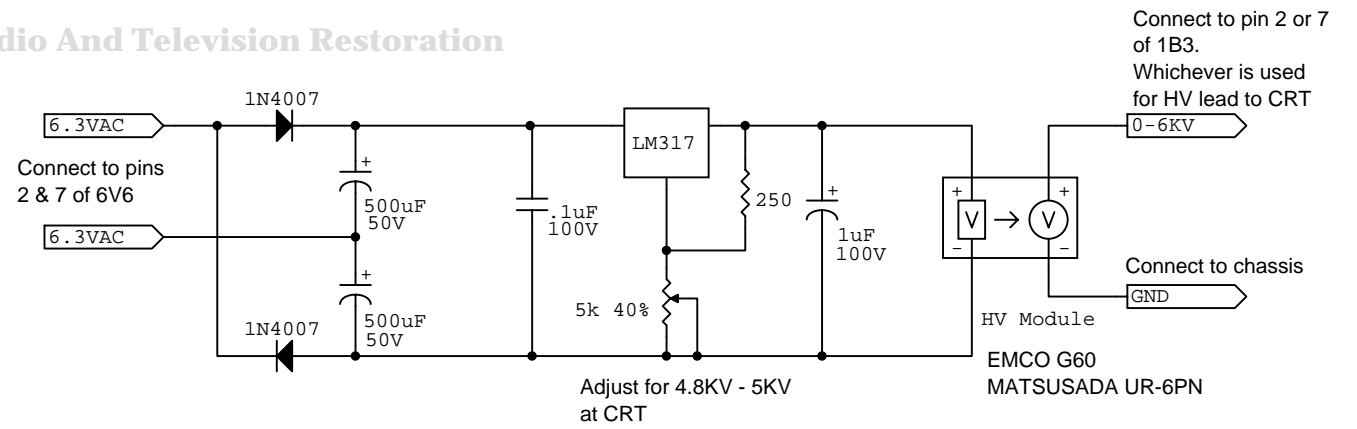 dio And Television Restoration
Connect to pin 2 or 7
of 1B3.
Whichever is used
for HV lead to CRT
0-6KV
6.3VAC
1N4007
LM317
Connect to pins
2 & 7 of 6V6
+
500uF
50V
.1uF
100V
250
+
1uF
100V
+
V
−
+
V
−
6.3VAC
Connect to chassis
GND
+
500uF
50V
1N4007
5k 40%
HV Module
EMCO G60
MATSUSADA UR-6PN
Adjust for 4.8KV - 5KV
at CRT